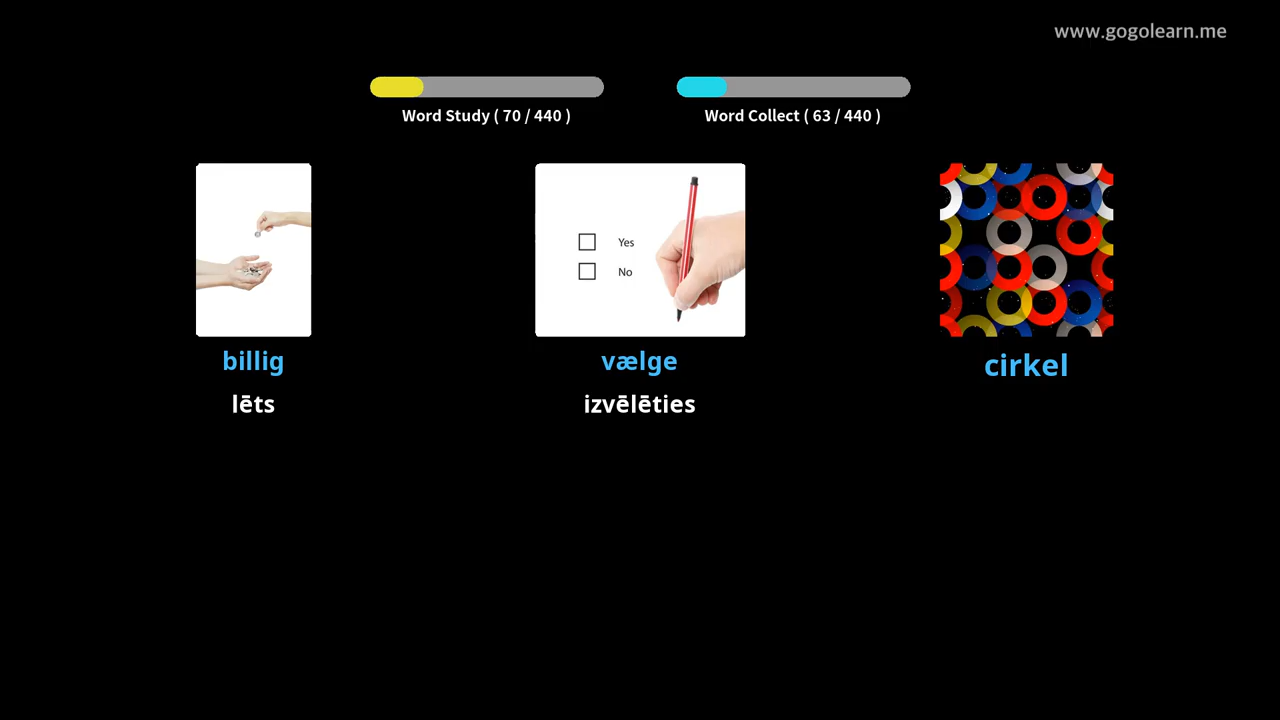 www.gogolearn.me
Word Study ( 70 / 440 )
Word Collect ( 63 / 440 )
Yes
No
billig
vælge
cirkel
lēts
izvēlēties